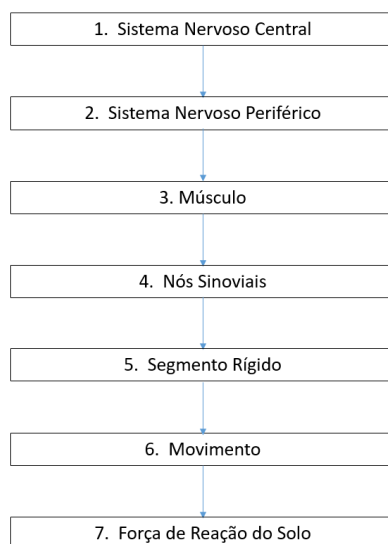 1. Sistema Nervoso Central
2. Sistema Nervoso Periférico
3. Músculo
4. Nós Sinoviais
5. Segmento Rígido
6. Movimento
7. Força de Reação do Solo